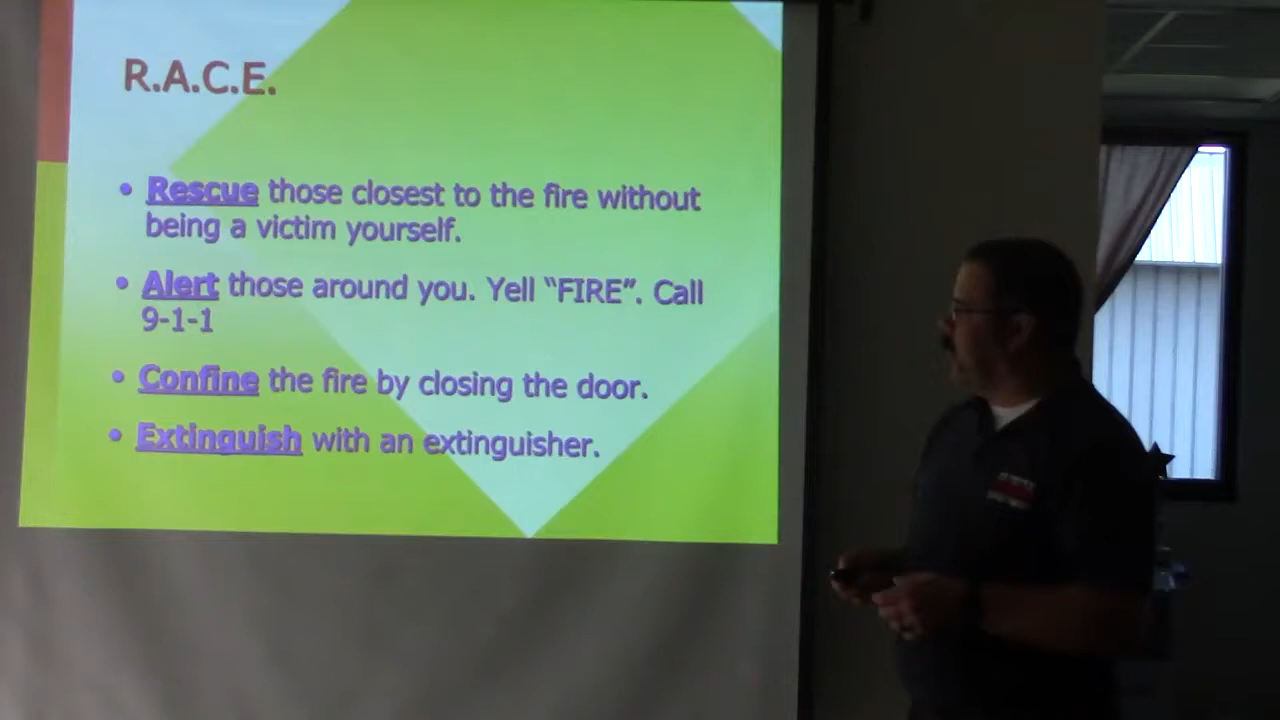 R.A.C.E.
• Rescue those closest to the fire without
being a victim yourself.
• Alert those around you. Yell “FIRE”. Call
9-1-1
• Confine the fire by closing the door.
• Extinguish with an extinguisher.